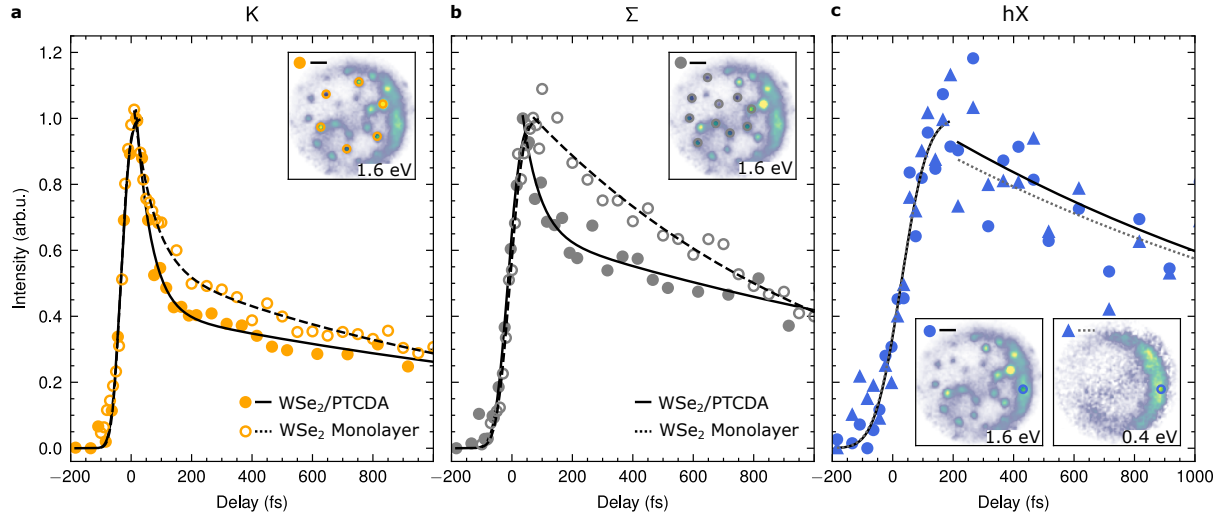 a K
b Σ
c hX
Intensity (arb.u.)
1.2
1.0
0.8
0.6
0.4
0.2
0.0
1.6 eV
WSe₂/PTCDA
WSe₂ Monolayer
−200 0 200 400 600 800
Delay (fs)
1.6 eV
WSe₂/PTCDA
WSe₂ Monolayer
−200 0 200 400 600 800
Delay (fs)
1.6 eV
0.4 eV
−200 0 200 400 600 800 1000
Delay (fs)